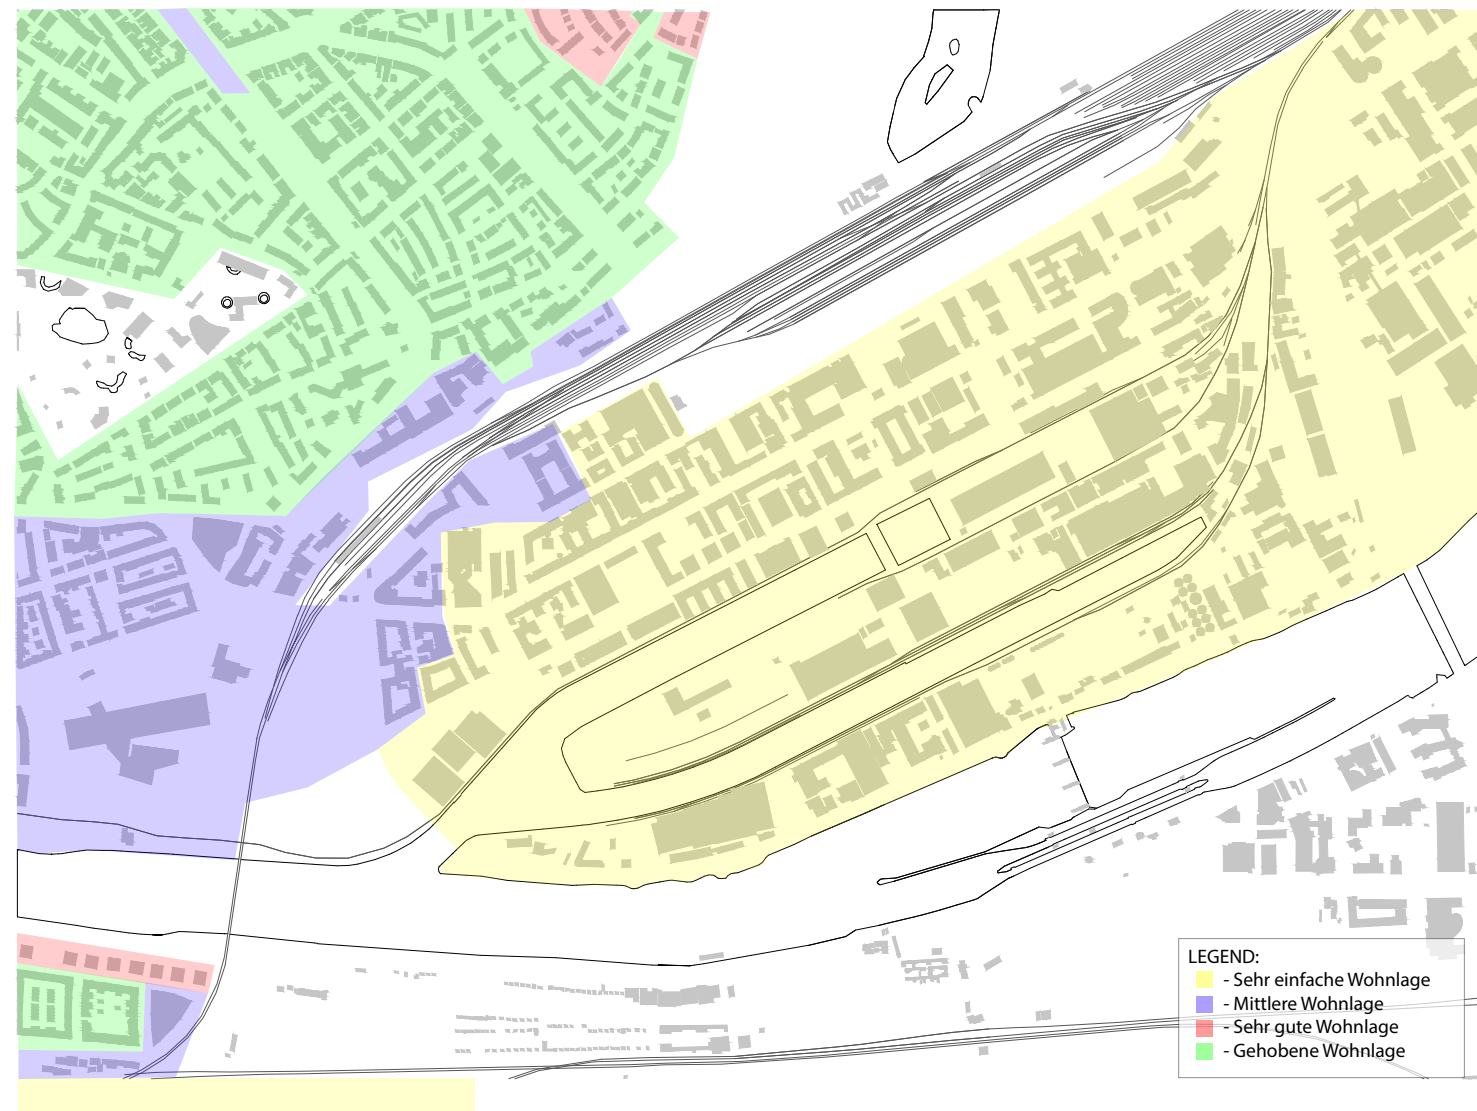 LEGEND:
- Sehr einfache Wohnlage
- Mittlere Wohnlage
- Sehr gute Wohnlage
- Gehobene Wohnlage